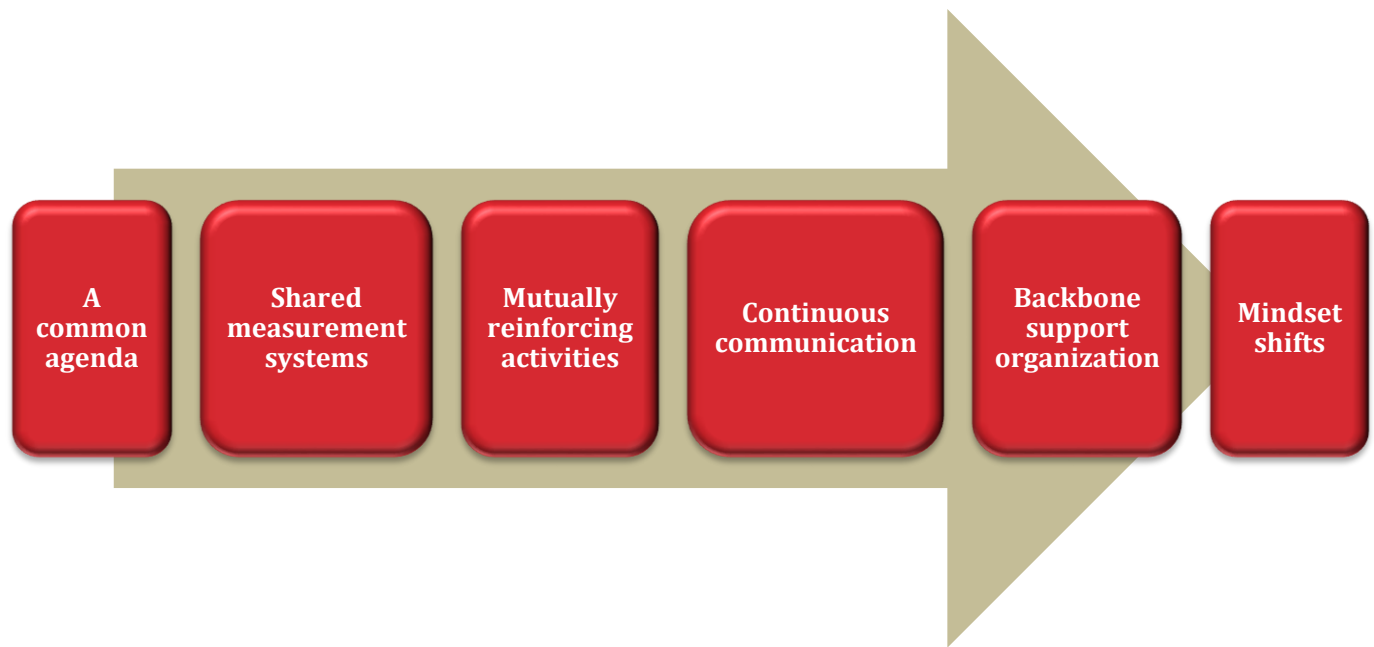 A
common
agenda
Shared
measurement
systems
Mutually
reinforcing
activities
Continuous
communication
Backbone
support
organization
Mindset
shifts